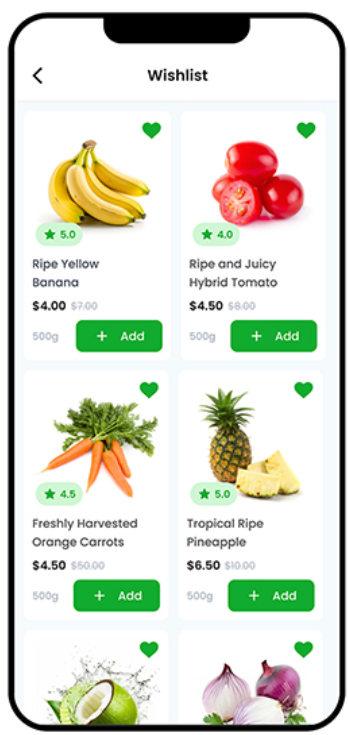 Wishlist
5.0
4.0
Ripe Yellow
Banana
Ripe and Juicy
Hybrid Tomato
$4.00 $7.00
$4.50 $8.00
500g + Add
500g + Add
4.5
5.0
Freshly Harvested
Orange Carrots
Tropical Ripe
Pineapple
$4.50 $50.00
$6.50 $10.00
500g + Add
500g + Add